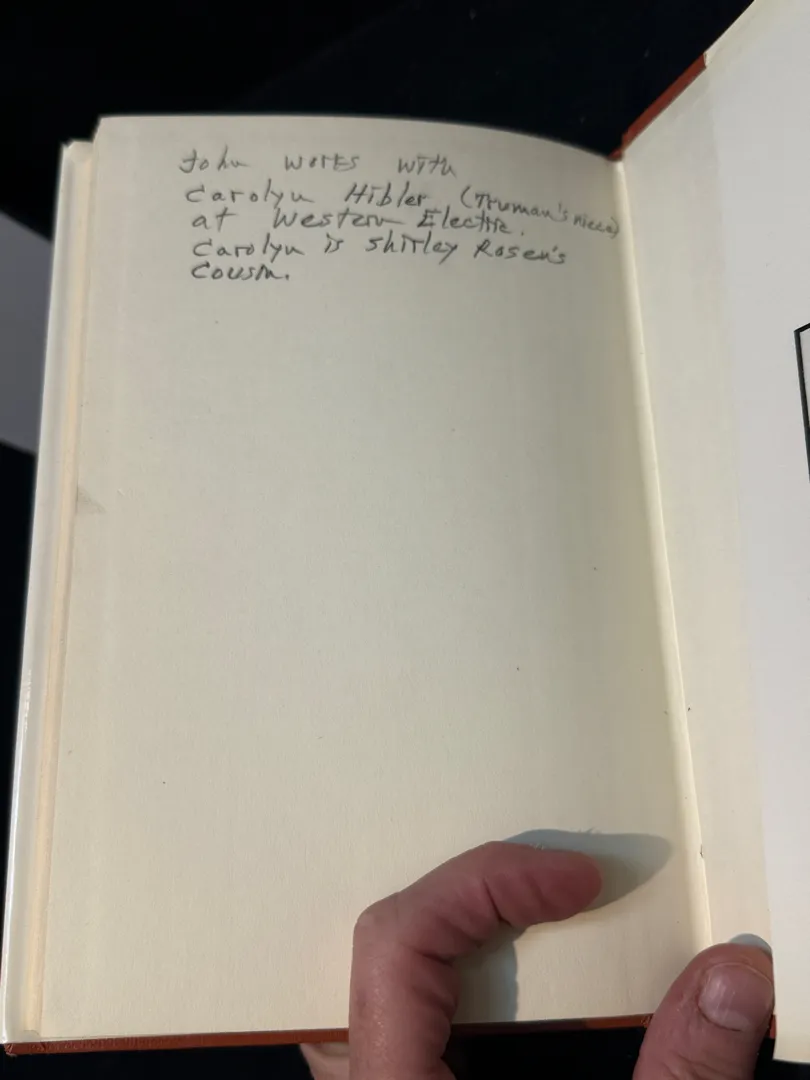 John works with
Carolyn Hibler (Truman's niece)
at Western Electric.
Carolyn is Shirley Rosen's
Cousin.